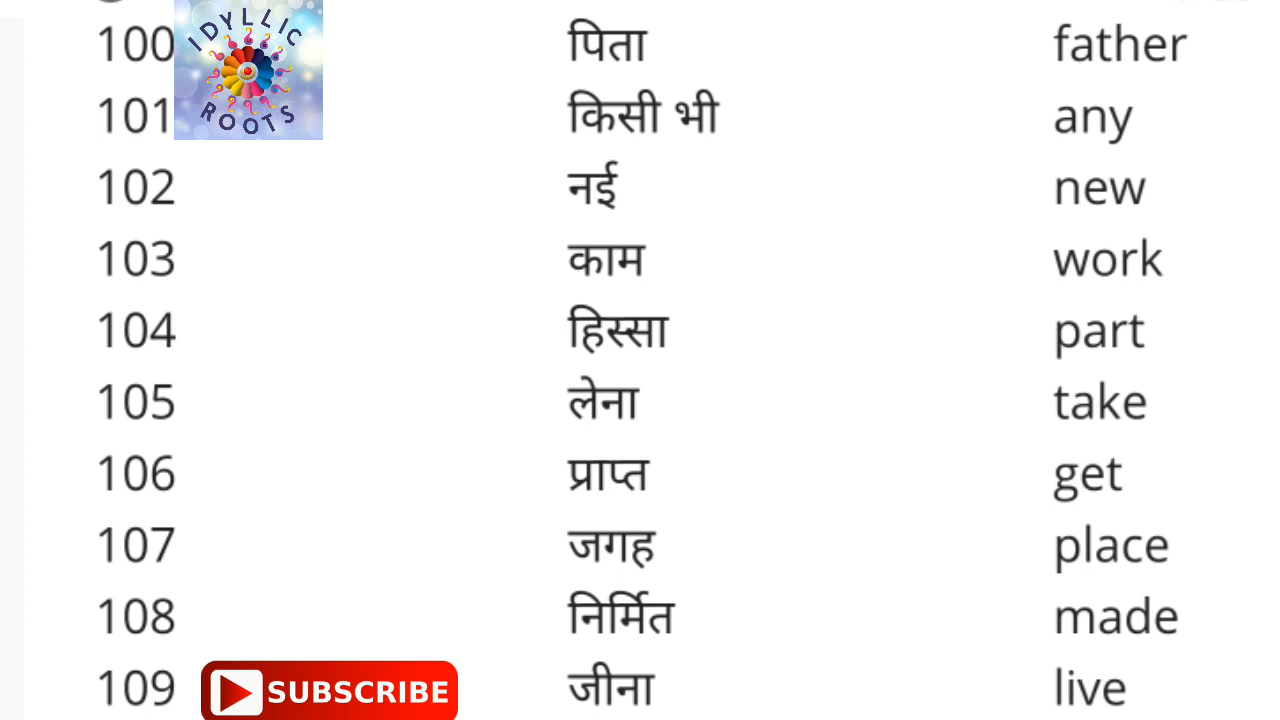 IDYLLIC
ROOTS
100 पिता father
101 किसी भी any
102 नई new
103 काम work
104 हिस्सा part
105 लेना take
106 प्राप्त get
107 जगह place
108 निर्मित made
109 जीना live
SUBSCRIBE